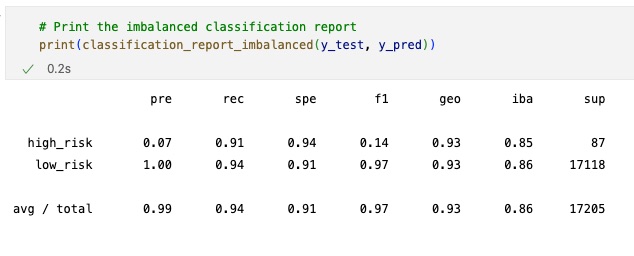 # Print the imbalanced classification report
print(classification_report_imbalanced(y_test, y_pred))
✓ 0.2s
pre rec spe f1 geo iba sup
high_risk 0.07 0.91 0.94 0.14 0.93 0.85 87
low_risk 1.00 0.94 0.91 0.97 0.93 0.86 17118
avg / total 0.99 0.94 0.91 0.97 0.93 0.86 17205